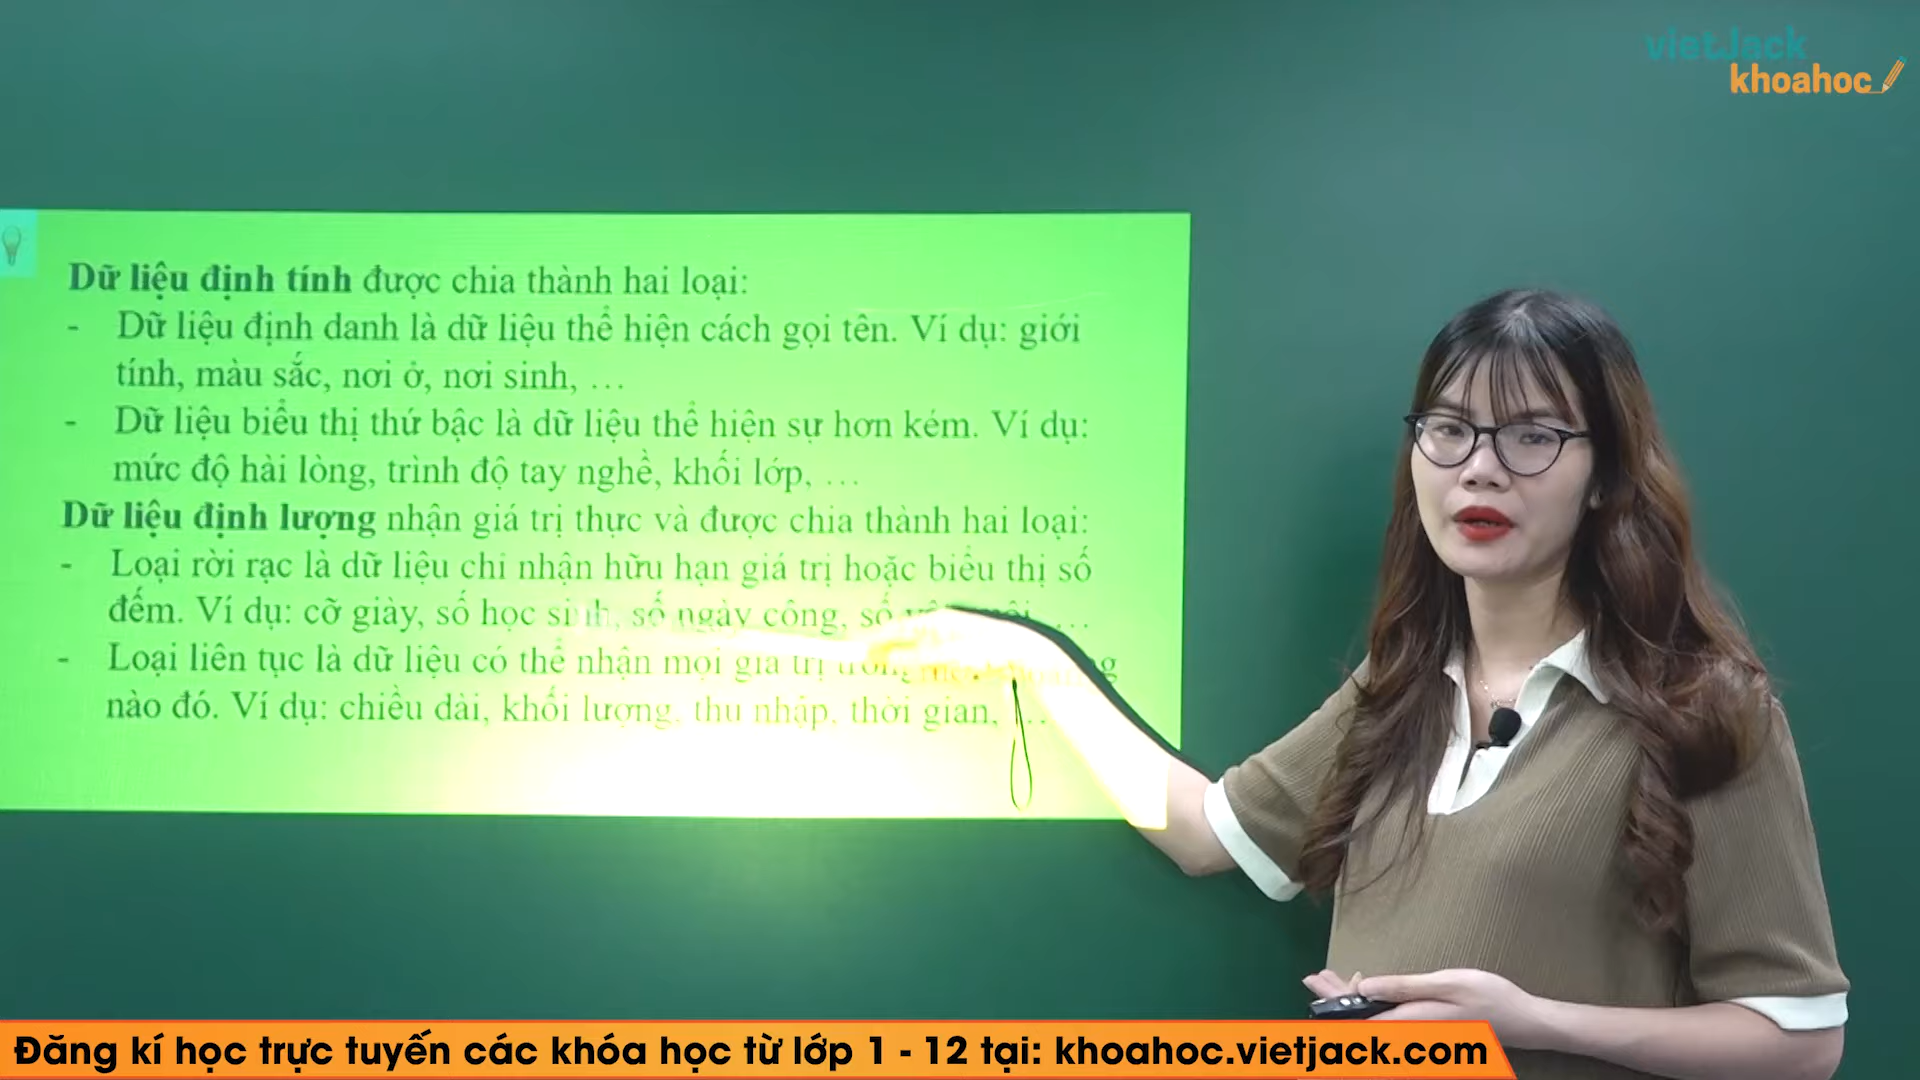 vietJack
khoahoc
Dữ liệu định tính được chia thành hai loại:
- Dữ liệu định danh là dữ liệu thể hiện cách gọi tên. Ví dụ: giới
tính, màu sắc, nơi ở, nơi sinh, …
- Dữ liệu biểu thị thứ bậc là dữ liệu thể hiện sự hơn kém. Ví dụ:
mức độ hài lòng, trình độ tay nghề, khối lớp, …
Dữ liệu định lượng nhận giá trị thực và được chia thành hai loại:
- Loại rời rạc là dữ liệu chỉ nhận hữu hạn giá trị hoặc biểu thị số
đếm. Ví dụ: cỡ giày, số học sinh, số ngày công, số …
- Loại liên tục là dữ liệu có thể nhận mọi giá trị
nào đó. Ví dụ: chiều dài, khối lượng, thu nhập, thời gian, …
Đăng kí học trực tuyến các khóa học từ lớp 1 - 12 tại: khoahoc.vietjack.com